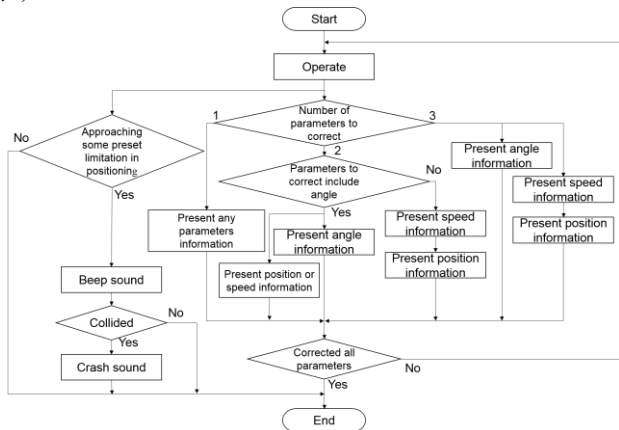 Start
Operate
1
Number of
parameters to
correct
3
No
Approaching
some preset
limitation in
positioning
Yes
2
Parameters to
correct include
angle
No
Yes
Present angle
information
Present speed
information
Present position
information
Present any
parameters
information
Present angle information
Present position or
speed information
Present speed
information
Present position
information
Beep sound
Collided
No
Yes
Crash sound
Corrected all
parameters
No
Yes
End